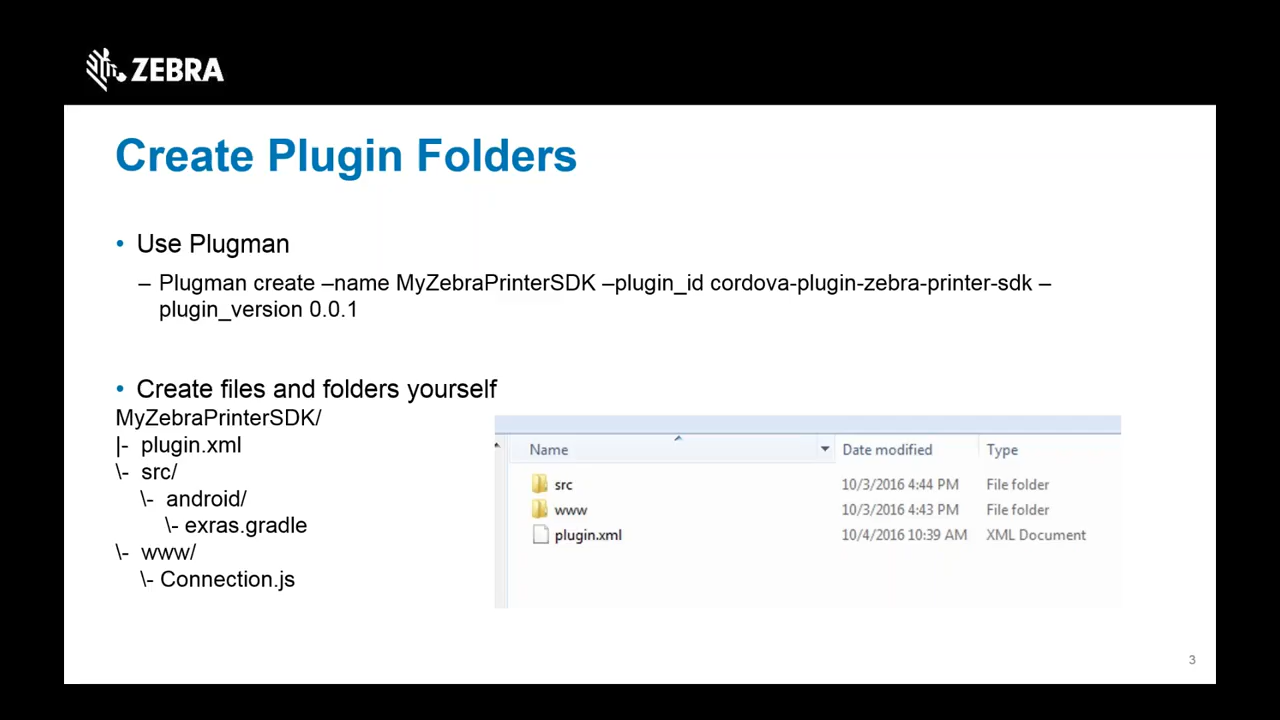 ZEBRA
Create Plugin Folders
• Use Plugman
– Plugman create –name MyZebraPrinterSDK –plugin_id cordova-plugin-zebra-printer-sdk –
plugin_version 0.0.1
• Create files and folders yourself
MyZebraPrinterSDK/
|- plugin.xml
\- src/
\- android/
\- exras.gradle
\- www/
\- Connection.js
Name Date modified Type
src 10/3/2016 4:44 PM File folder
www 10/3/2016 4:43 PM File folder
plugin.xml 10/4/2016 10:39 AM XML Document
3